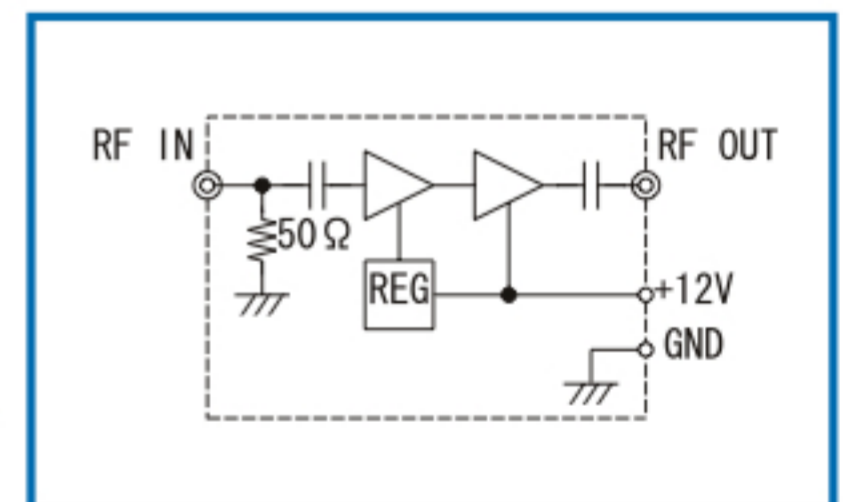 RF IN
RF OUT
50Ω
REG
+12V
GND